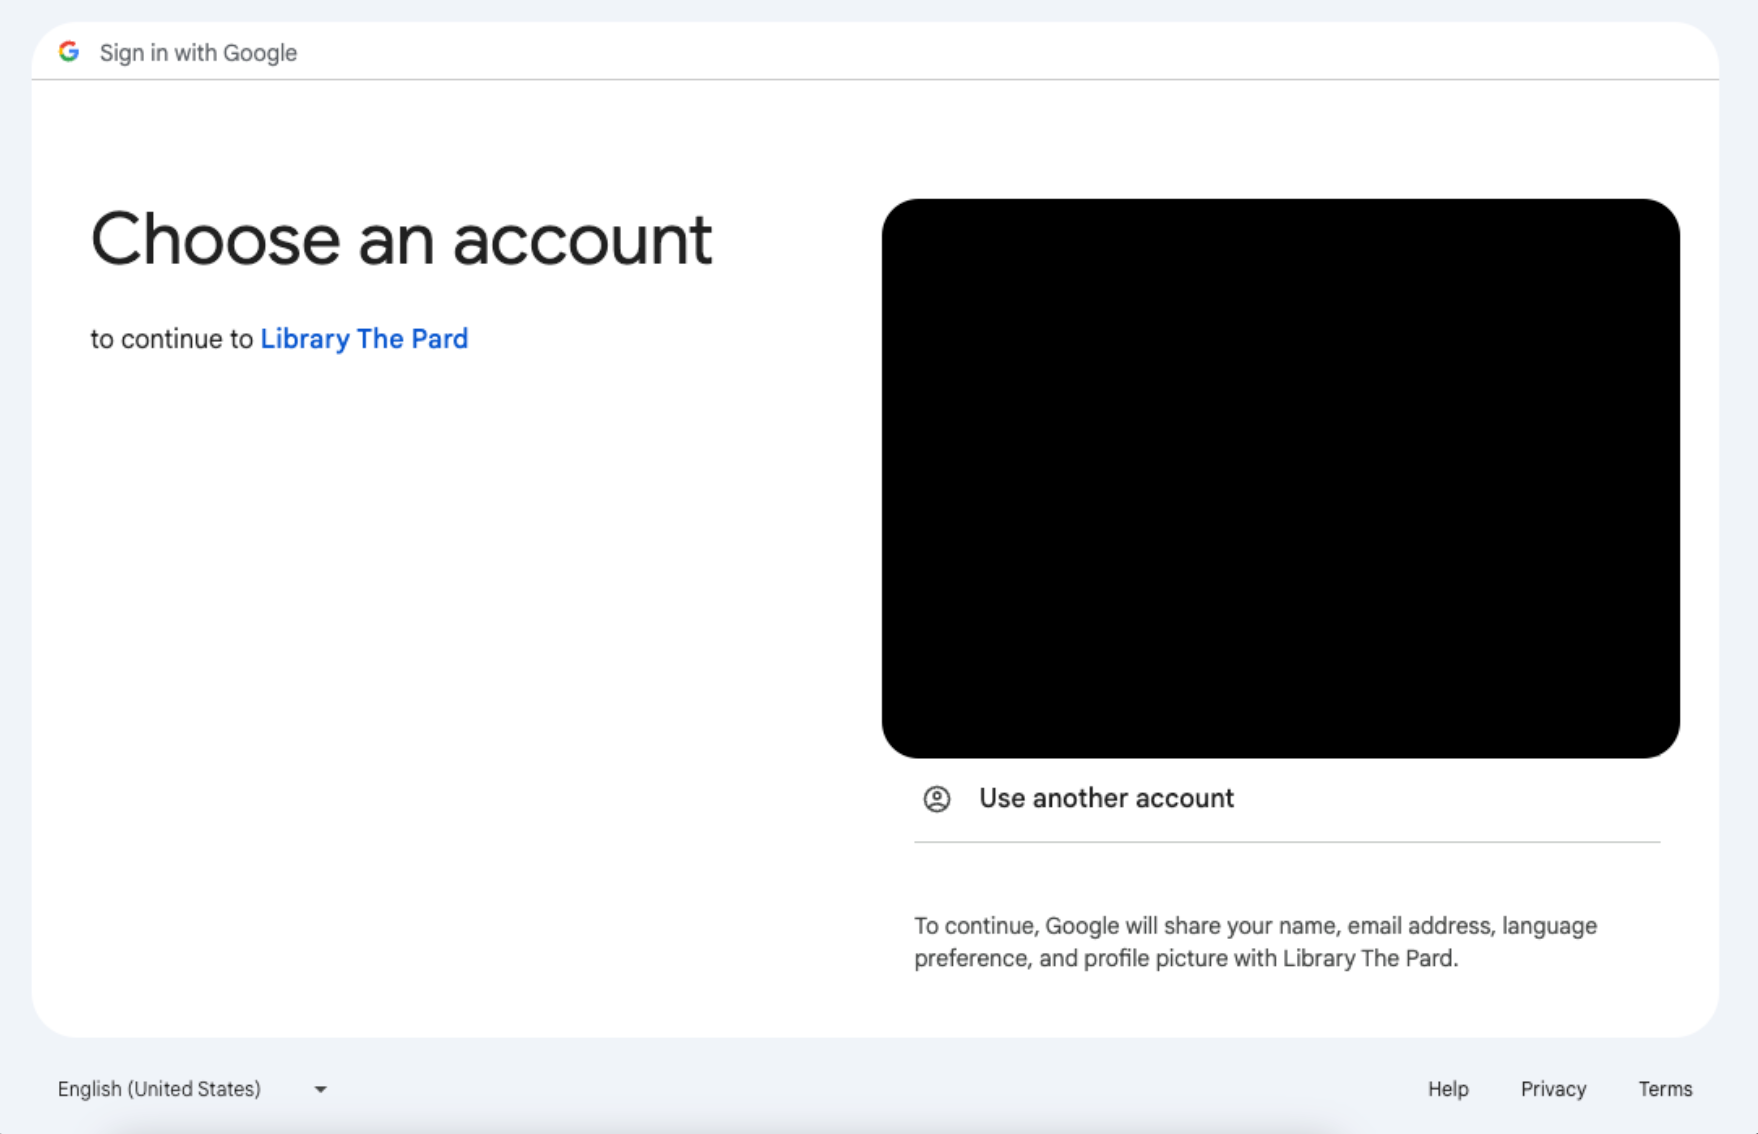 Sign in with Google
Choose an account
to continue to Library The Pard
Use another account
To continue, Google will share your name, email address, language
preference, and profile picture with Library The Pard.
English (United States)
Help
Privacy
Terms